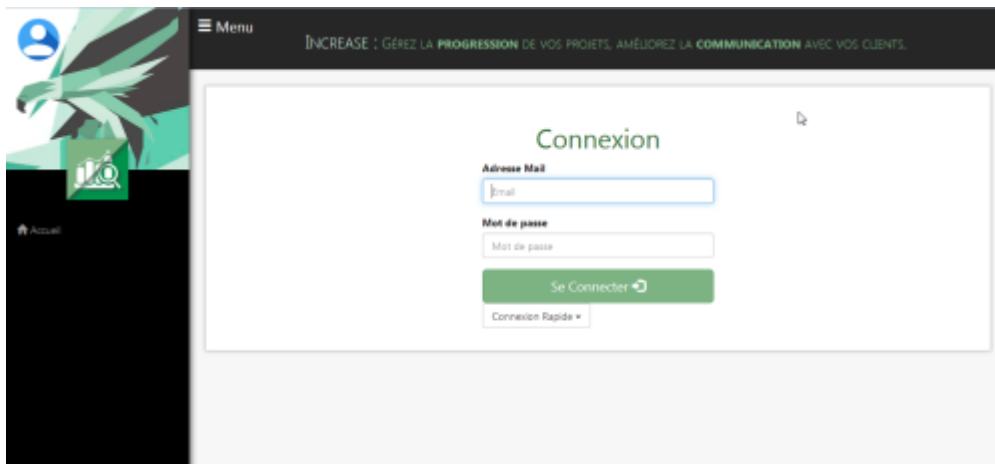 Menu
INCREASE : GÉREZ LA PROGRESSION DE VOS PROJETS, AMÉLIOREZ LA COMMUNICATION AVEC VOS CLIENTS.
Connexion
Adresse Mail
Email
Accueil
Mot de passe
Mot de passe
Se Connecter
Connexion Rapide